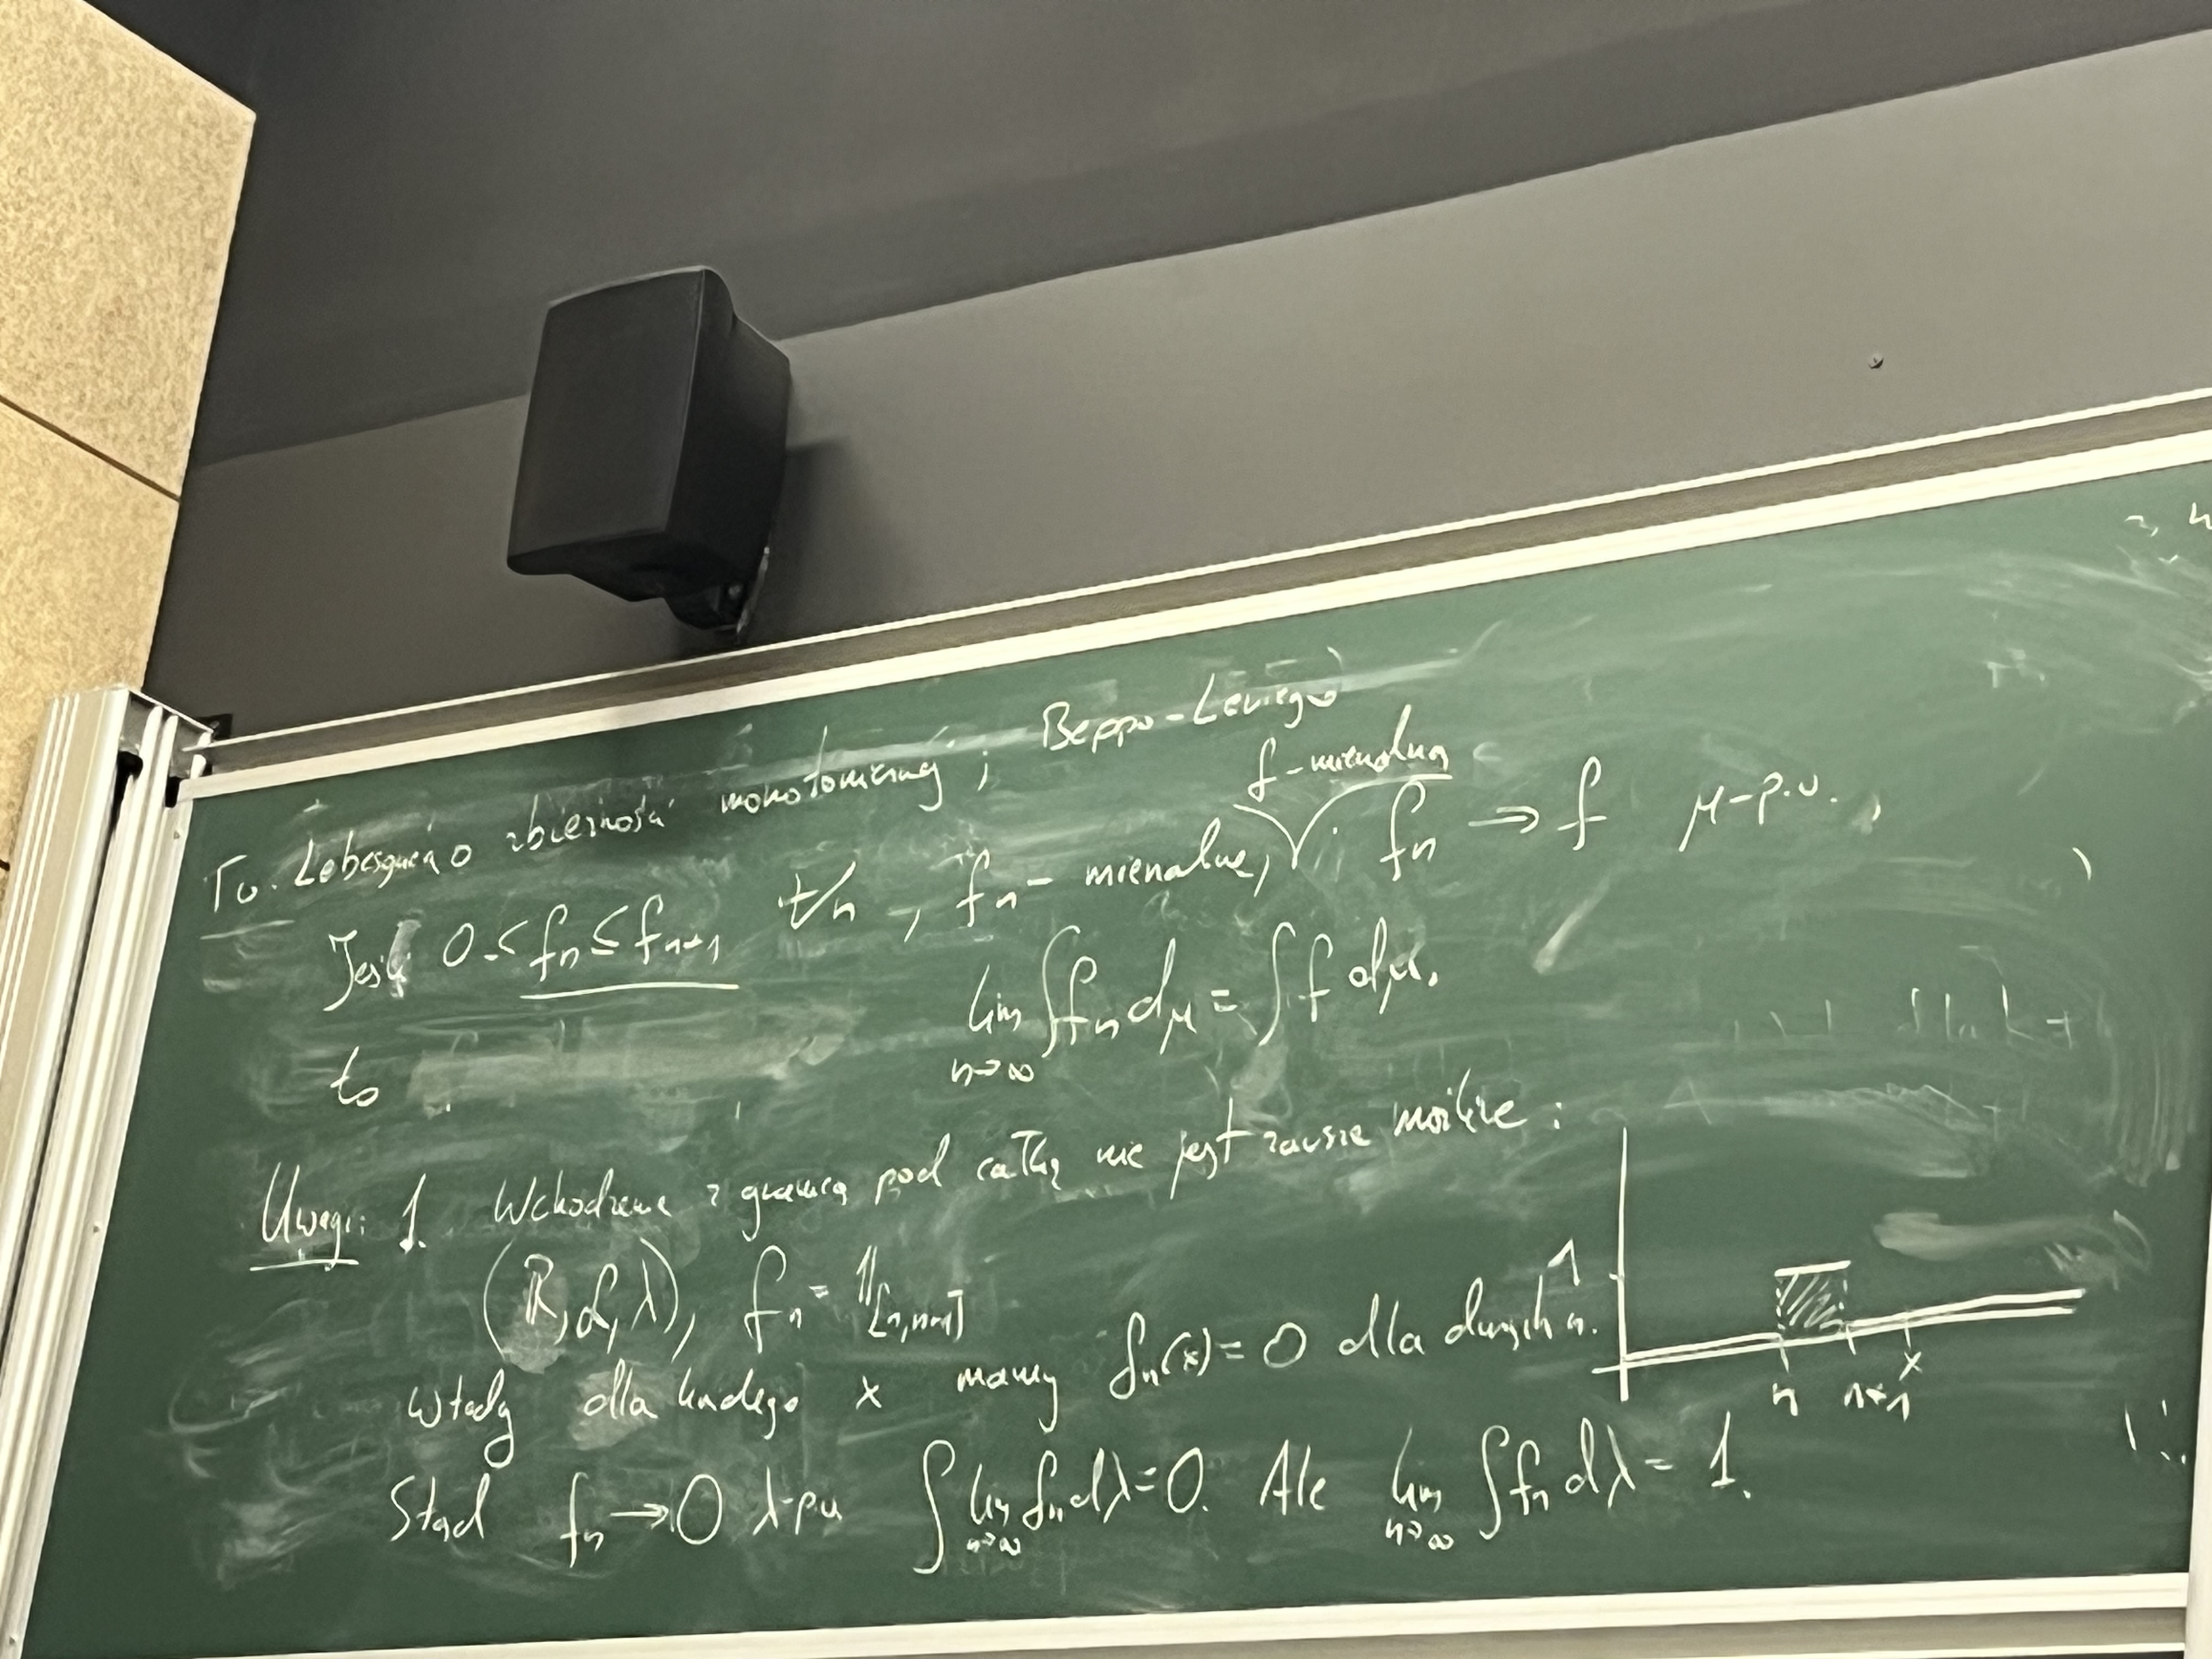 Tw. Lebesgue'a o zbieżności monotonicznej ; Beppo-Leviego
f-mierzalna
Jeśli 0 ≤ fn ≤ fn+1 ∀n , fn - mierzalne, i fn → f μ-p.w. ,
to lim n→∞ ∫fn dμ = ∫f dμ.
Uwagi: 1. Wchodzenie z granicą pod całkę nie jest zawsze możliwe :
(ℝ, ℒ, λ), fn = 𝟙[n,n+1]
1
Wtedy dla każdego x mamy fn(x) = 0 dla dużych n.
n n+1 x
Stąd fn → 0 λ-p.w ∫ lim n→∞ fn dλ = 0. Ale lim n→∞ ∫fn dλ = 1.